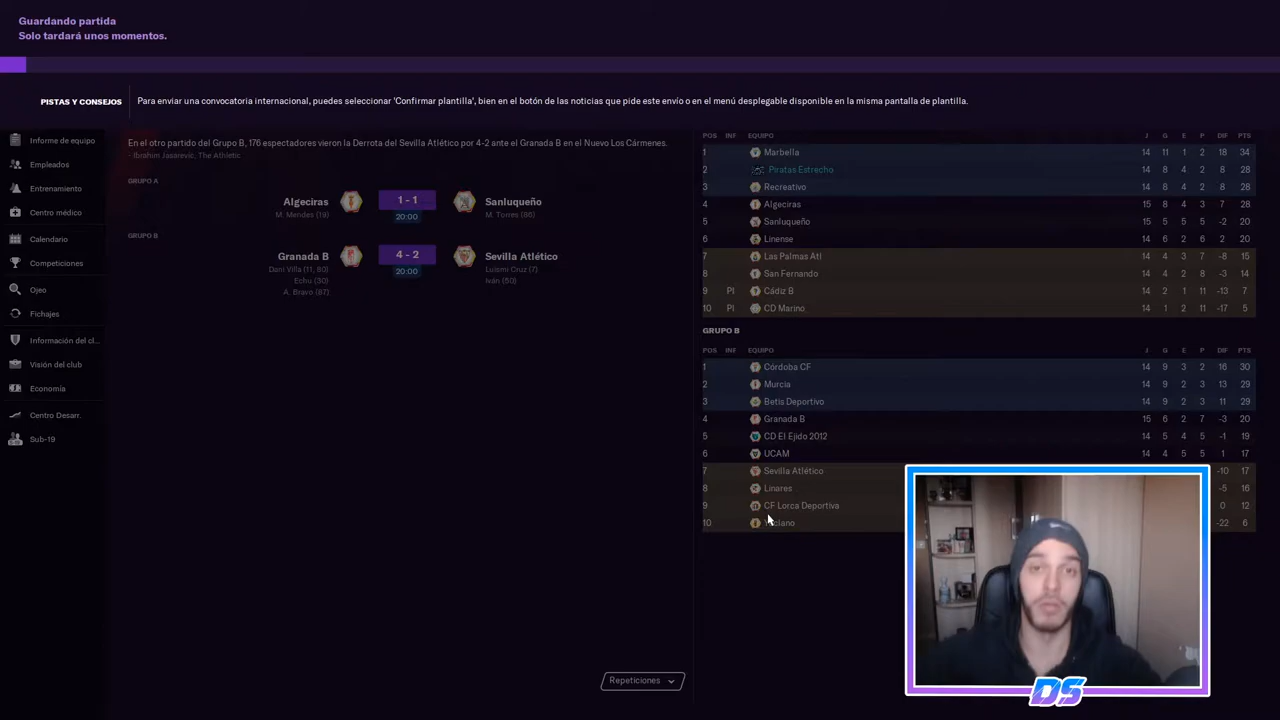 Guardando partida
Solo tardará unos momentos.
PISTAS Y CONSEJOS
Para enviar una convocatoria internacional, puedes seleccionar 'Confirmar plantilla', bien en el botón de las noticias que pide este envío o en el menú desplegable disponible en la misma pantalla de plantilla.
Informe de equipo
Empleados
Entrenamiento
Centro médico
Calendario
Competiciones
Ojeo
Fichajes
Información del cl...
Visión del club
Economía
Centro Desarr.
Sub-19
En el otro partido del Grupo B, 176 espectadores vieron la Derrota del Sevilla Atlético por 4-2 ante el Granada B en el Nuevo Los Cármenes.
- Ibrahim Jasarevic, The Athletic
GRUPO A
Algeciras 1 - 1 Sanluqueño
M. Mendes (19) 20:00 M. Torres (86)
GRUPO B
Granada B 4 - 2 Sevilla Atlético
Dani Villa (11, 60) 20:00 Luismi Cruz (7)
Echu (30) Iván (50)
A. Bravo (87)
Repeticiones
POS INF EQUIPO J G E P DIF PTS
1 Marbella 14 11 1 2 18 34
2 Piratas Estrecho 14 8 4 2 8 28
3 Recreativo 14 8 4 2 8 28
4 Algeciras 15 8 4 3 7 28
5 Sanluqueño 15 5 5 5 -2 20
6 Linense 14 6 2 6 2 20
7 Las Palmas Atl 14 4 3 7 -8 15
8 San Fernando 14 4 2 8 -3 14
9 PI Cádiz B 14 2 1 11 -13 7
10 PI CD Marino 14 1 2 11 -17 5
GRUPO B
POS INF EQUIPO J G E P DIF PTS
1 Córdoba CF 14 9 3 2 16 30
2 Murcia 14 9 2 3 13 29
3 Betis Deportivo 14 9 2 3 11 29
4 Granada B 15 6 2 7 -3 20
5 CD El Ejido 2012 14 5 4 5 -1 19
6 UCAM 14 4 5 5 1 17
7 Sevilla Atlético -10 17
8 Linares -5 16
9 CF Lorca Deportiva 0 12
10 -22 6
DS